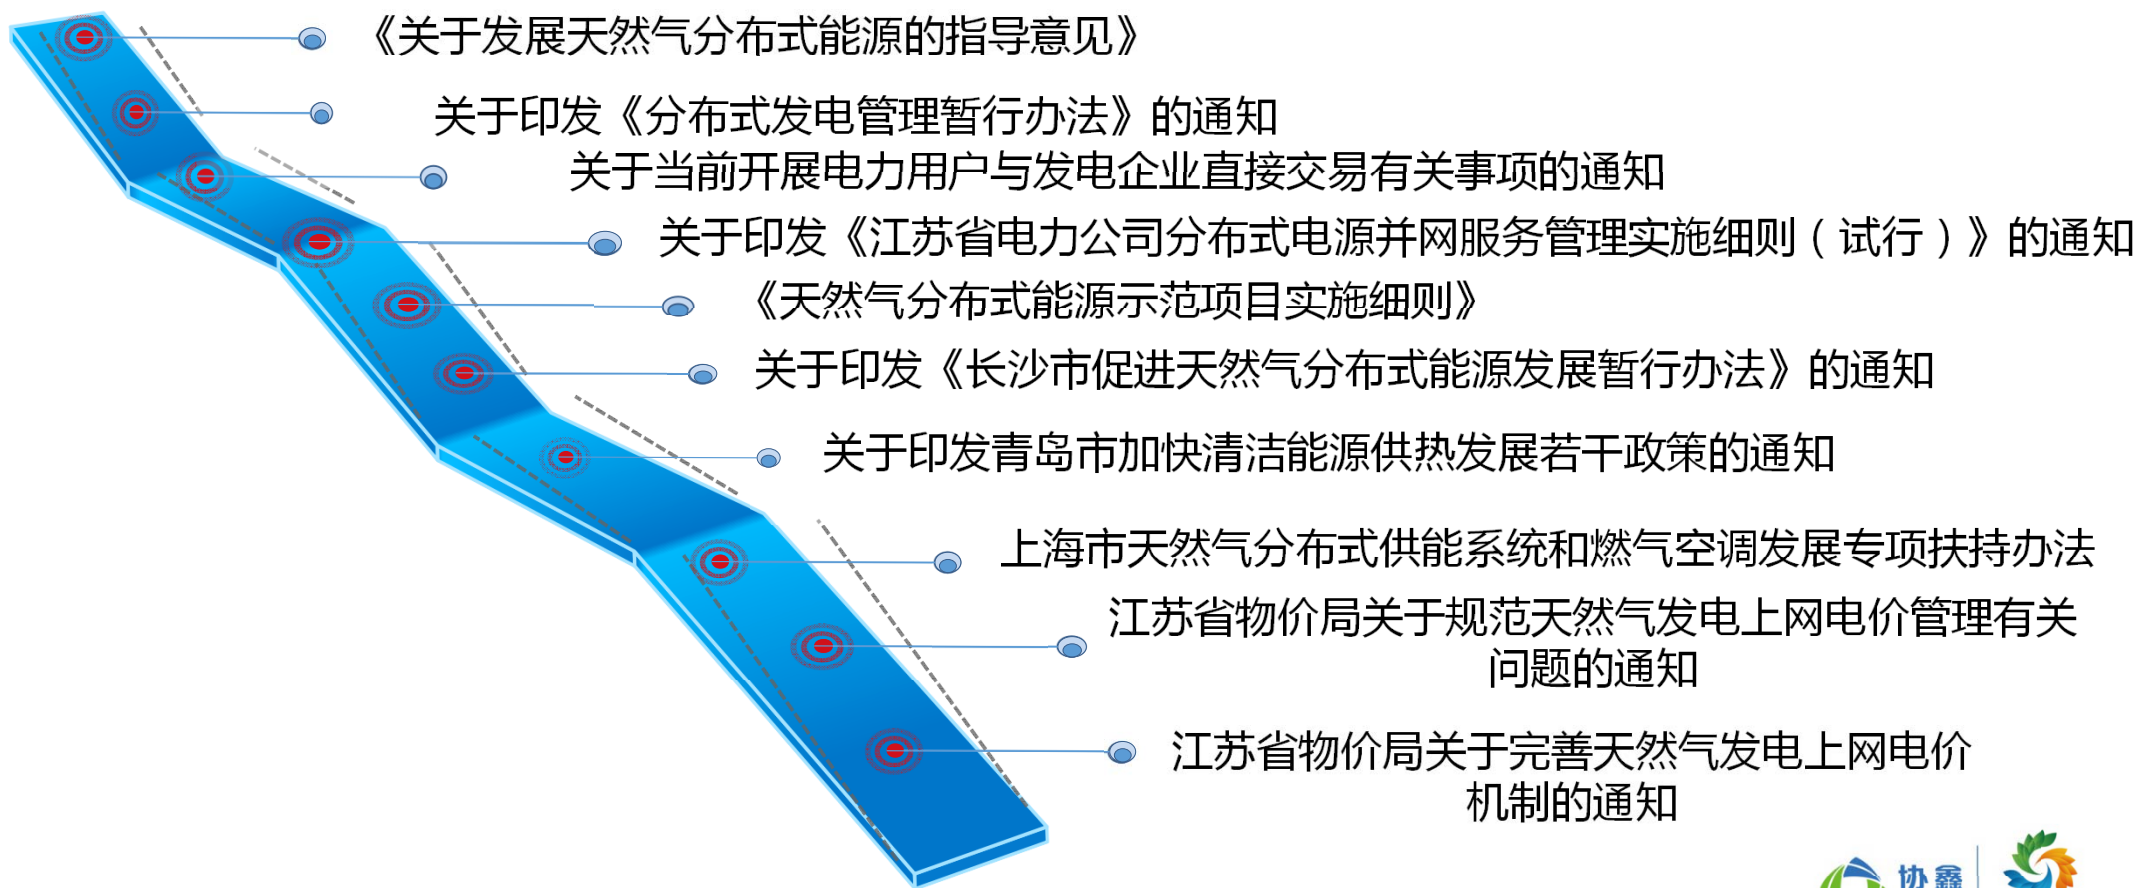 《关于发展天然气分布式能源的指导意见》
关于印发《分布式发电管理暂行办法》的通知
关于当前开展电力用户与发电企业直接交易有关事项的通知
关于印发《江苏省电力公司分布式电源并网服务管理实施细则（试行）》的通知
《天然气分布式能源示范项目实施细则》
关于印发《长沙市促进天然气分布式能源发展暂行办法》的通知
关于印发青岛市加快清洁能源供热发展若干政策的通知
上海市天然气分布式供能系统和燃气空调发展专项扶持办法
江苏省物价局关于规范天然气发电上网电价管理有关
问题的通知
江苏省物价局关于完善天然气发电上网电价
机制的通知
协鑫